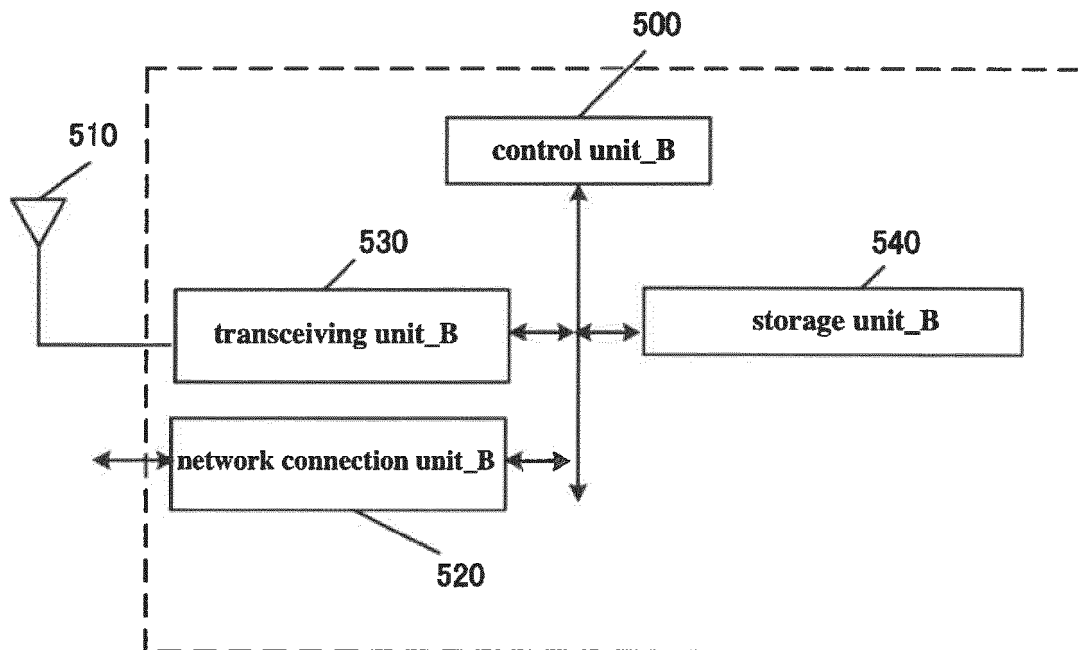 500
control unit_B
510
530
transceiving unit_B
540
storage unit_B
network connection unit_B
520